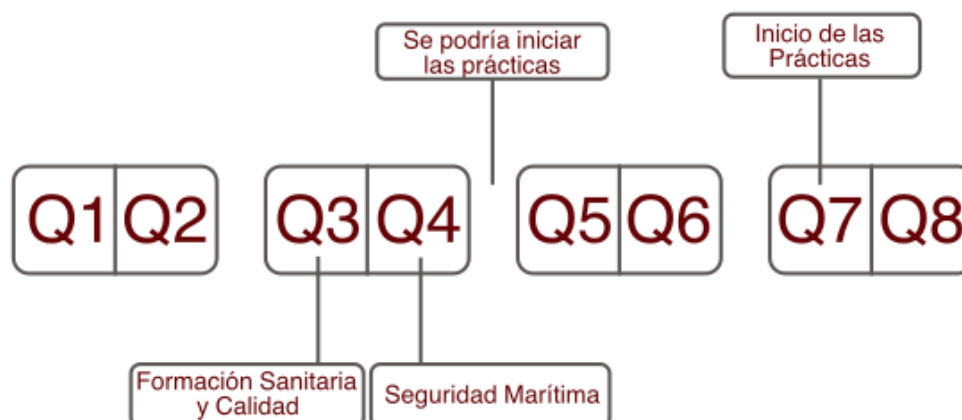 Se podría iniciar
las prácticas
Inicio de las
Prácticas
Q1 Q2 Q3 Q4 Q5 Q6 Q7 Q8
Formación Sanitaria
y Calidad
Seguridad Marítima